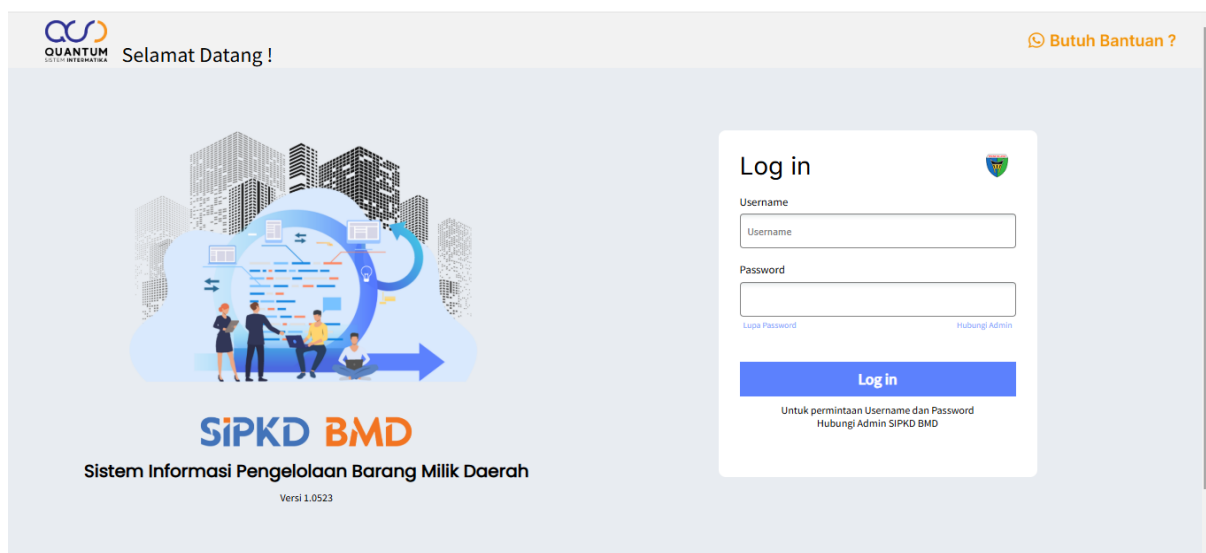 QUANTUM
SISTEM INTERMATIKA
Selamat Datang !
Butuh Bantuan ?
SIPKD BMD
Sistem Informasi Pengelolaan Barang Milik Daerah
Versi 1.0523
Log in
Username
Username
Password
Lupa Password
Hubungi Admin
Log in
Untuk permintaan Username dan Password
Hubungi Admin SIPKD BMD